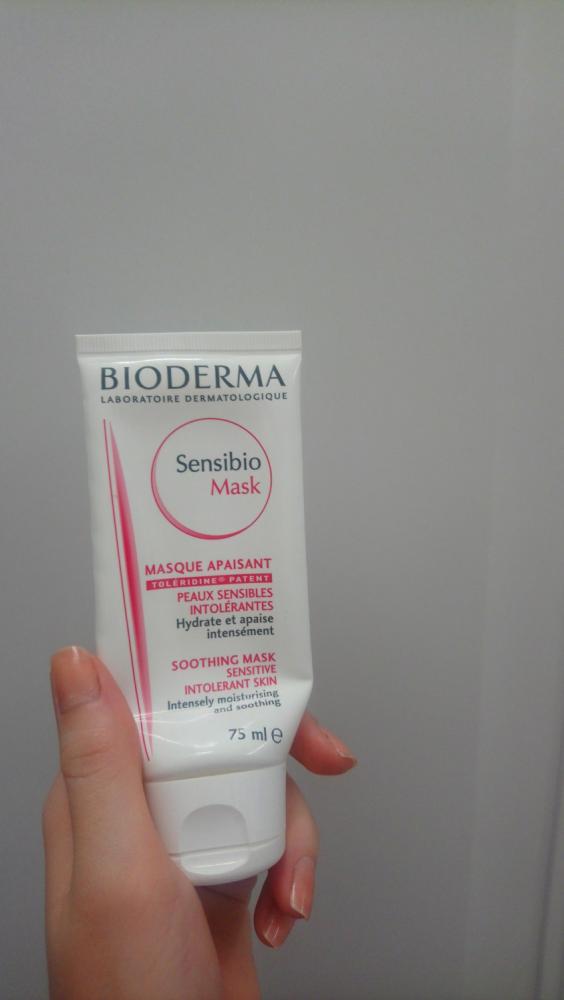 BIODERMA
LABORATOIRE DERMATOLOGIQUE
Sensibio
Mask
MASQUE APAISANT
TOLÉRIDINE® PATENT
PEAUX SENSIBLES
INTOLÉRANTES
Hydrate et apaise
intensément
SOOTHING MASK
SENSITIVE
INTOLERANT SKIN
Intensely moisturising
and soothing
75 ml ℮